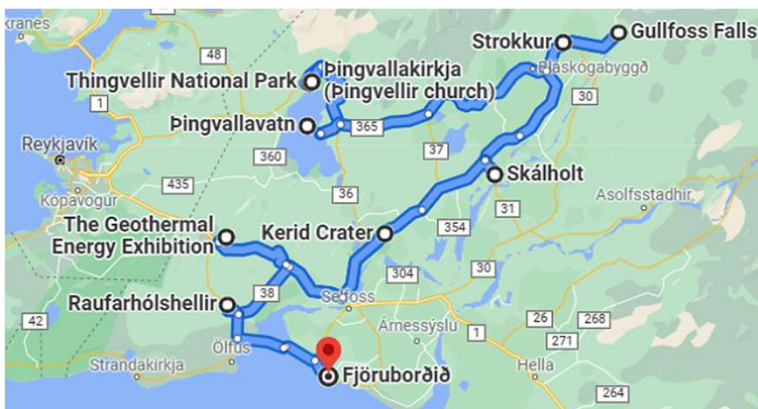 kranes
48
Strokkur
Gullfoss Falls
Bláskógabyggð
Thingvellir National Park
Þingvallakirkja
(Þingvellir church)
1
30
Þingvallavatn
365
Reykjavík
360
37
Skálholt
Kópavogur
435
36
Asolfsstadhir
31
The Geothermal
Energy Exhibition
Kerid Crater
354
304
30
38
Selfoss
Raufarhólshellir
Árnessýslu
1
26
268
271
42
Ölfus
Strandakirkja
Fjöruborðið
Hella
264